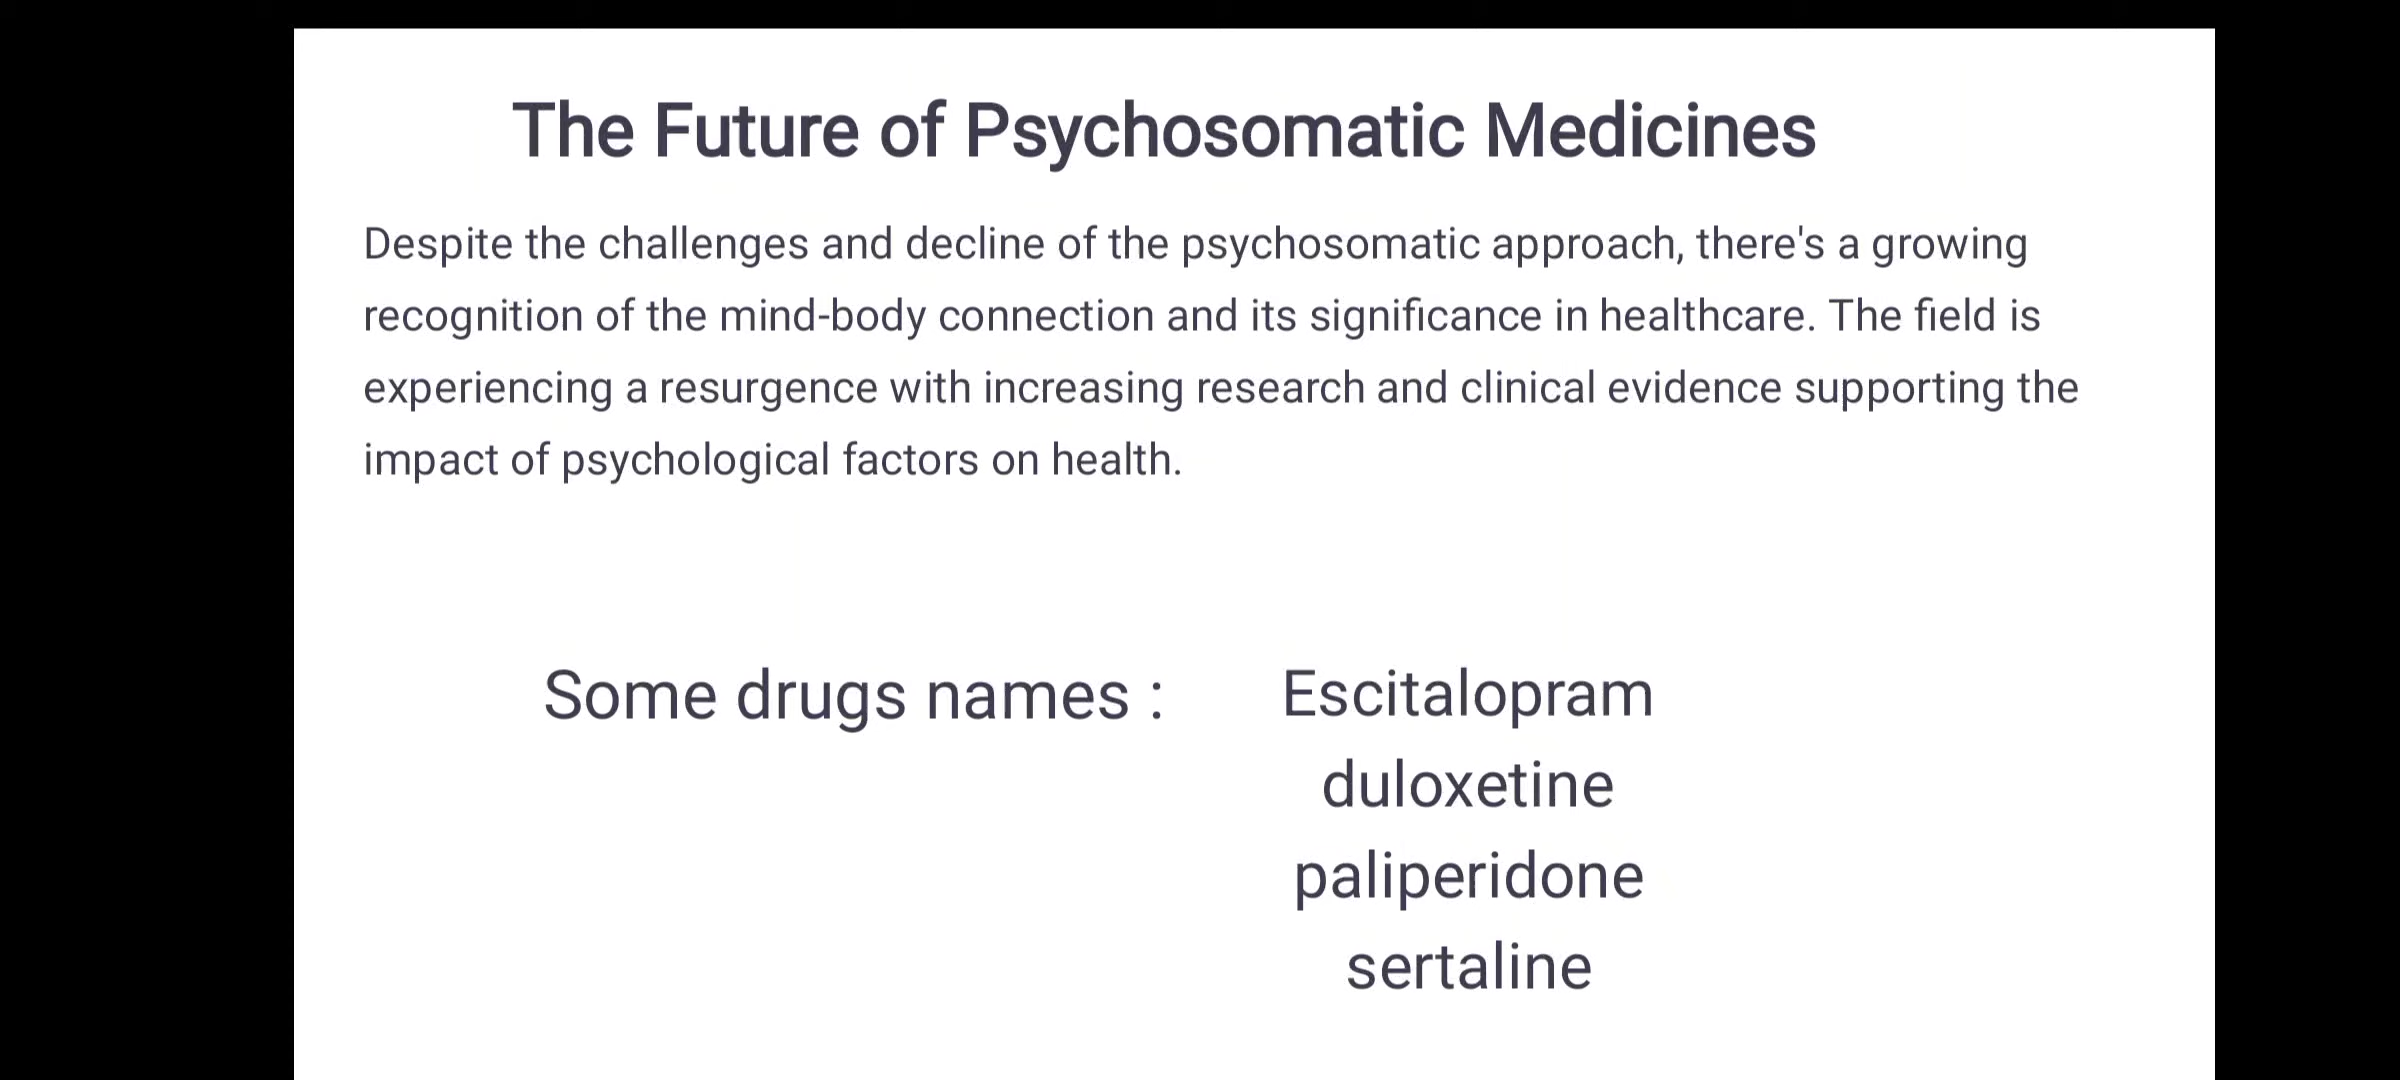 The Future of Psychosomatic Medicines
Despite the challenges and decline of the psychosomatic approach, there's a growing
recognition of the mind-body connection and its significance in healthcare. The field is
experiencing a resurgence with increasing research and clinical evidence supporting the
impact of psychological factors on health.
Some drugs names :
Escitalopram
duloxetine
paliperidone
sertaline